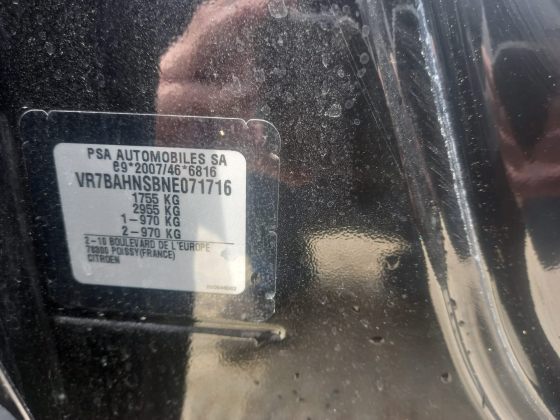 PSA AUTOMOBILES SA
e9*2007/46*6816
VR7BAHNSBNE071716
1755 KG
2955 KG
1-970 KG
2-970 KG
2-10 BOULEVARD DE L'EUROPE
78300 POISSY(FRANCE)
CITROEN